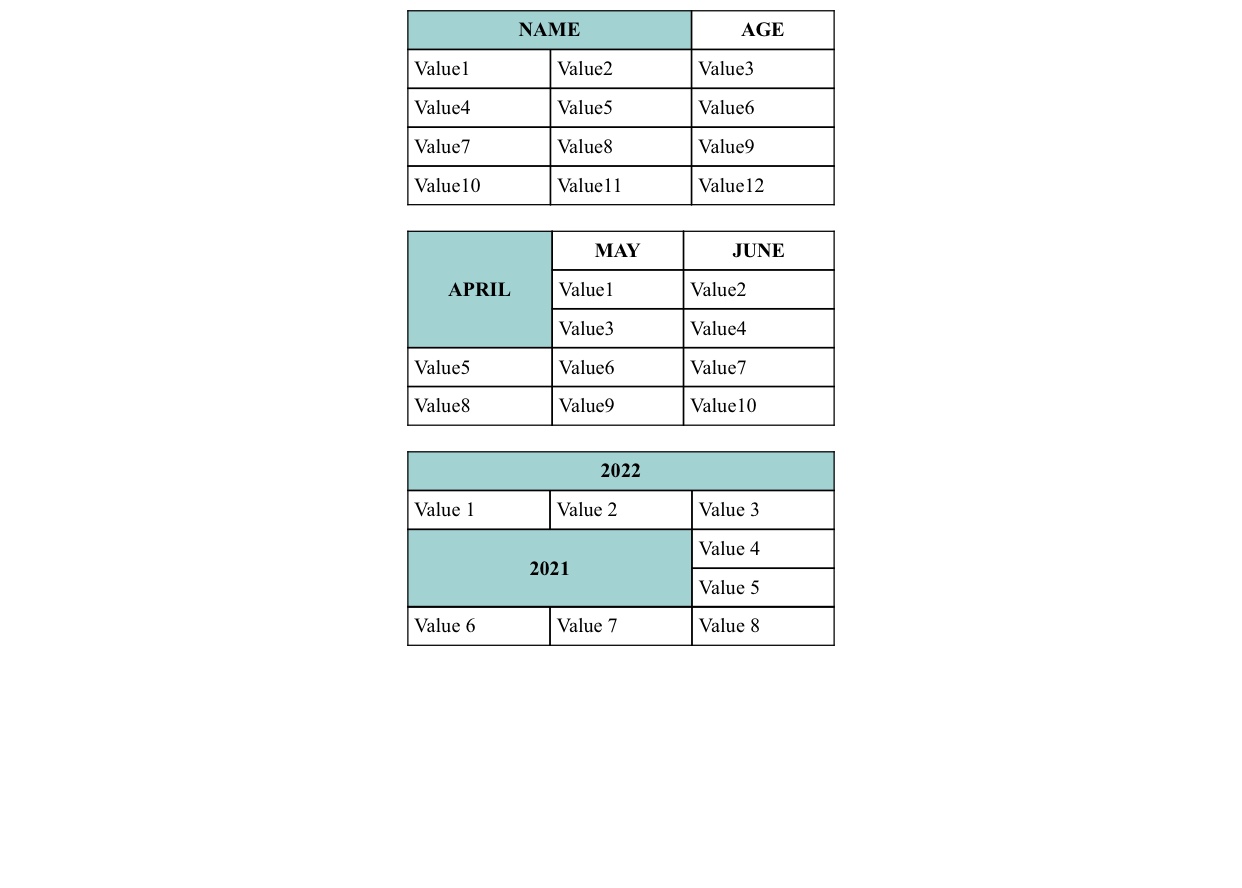 NAME AGE
Value1 Value2 Value3
Value4 Value5 Value6
Value7 Value8 Value9
Value10 Value11 Value12
MAY JUNE
APRIL Value1 Value2
Value3 Value4
Value5 Value6 Value7
Value8 Value9 Value10
2022
Value 1 Value 2 Value 3
Value 4
2021
Value 5
Value 6 Value 7 Value 8